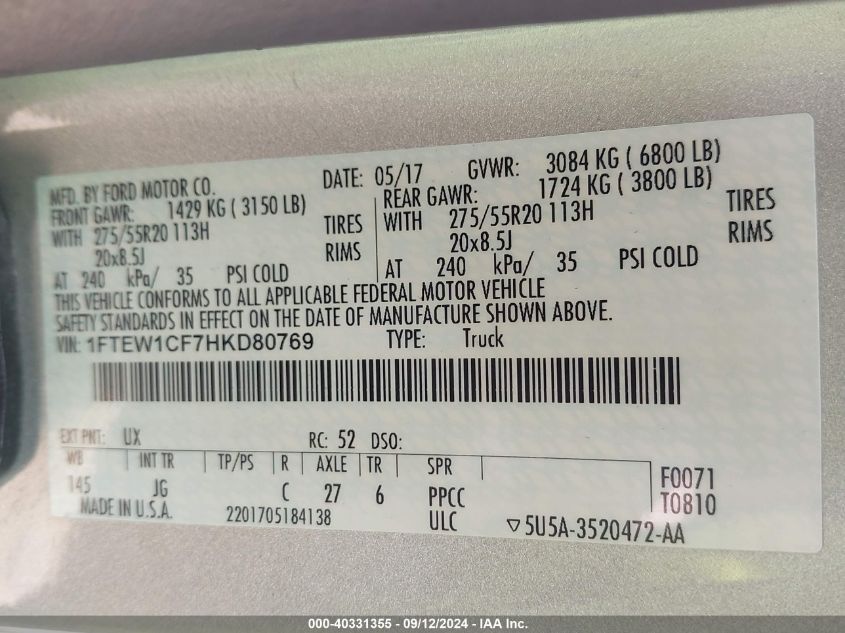 MFD. BY FORD MOTOR CO. DATE: 05/17 GVWR: 3084 KG ( 6800 LB)
FRONT GAWR: 1429 KG ( 3150 LB) REAR GAWR: 1724 KG ( 3800 LB)
WITH 275/55R20 113H TIRES WITH 275/55R20 113H TIRES
20x8.5J RIMS 20x8.5J RIMS
AT 240 kPa/ 35 PSI COLD AT 240 kPa/ 35 PSI COLD
THIS VEHICLE CONFORMS TO ALL APPLICABLE FEDERAL MOTOR VEHICLE
SAFETY STANDARDS IN EFFECT ON THE DATE OF MANUFACTURE SHOWN ABOVE.
VIN: 1FTEW1CF7HKD80769 TYPE: Truck
EXT PNT: UX RC: 52 DSO:
WB INT TR TP/PS R AXLE TR SPR
145 JG C 27 6 PPCC F0071
MADE IN U.S.A. 2201705184138 ULC T0810
▽5U5A-3520472-AA
000-40331355 - 09/12/2024 - IAA Inc.